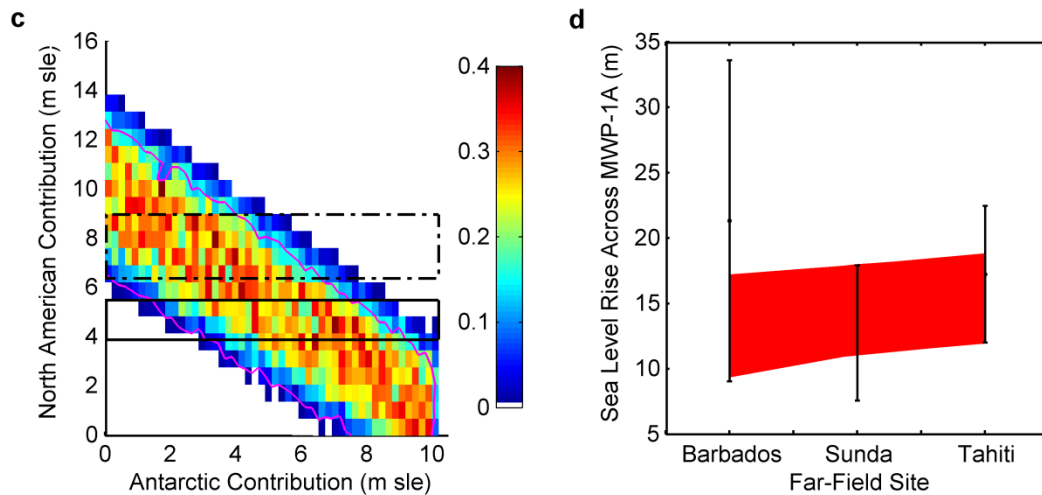 c
North American Contribution (m sle)
16
14
12
10
8
6
4
2
0
0 2 4 6 8 10
Antarctic Contribution (m sle)
0.4
0.3
0.2
0.1
0
d
Sea Level Rise Across MWP-1A (m)
35
30
25
20
15
10
5
Barbados Sunda Tahiti
Far-Field Site